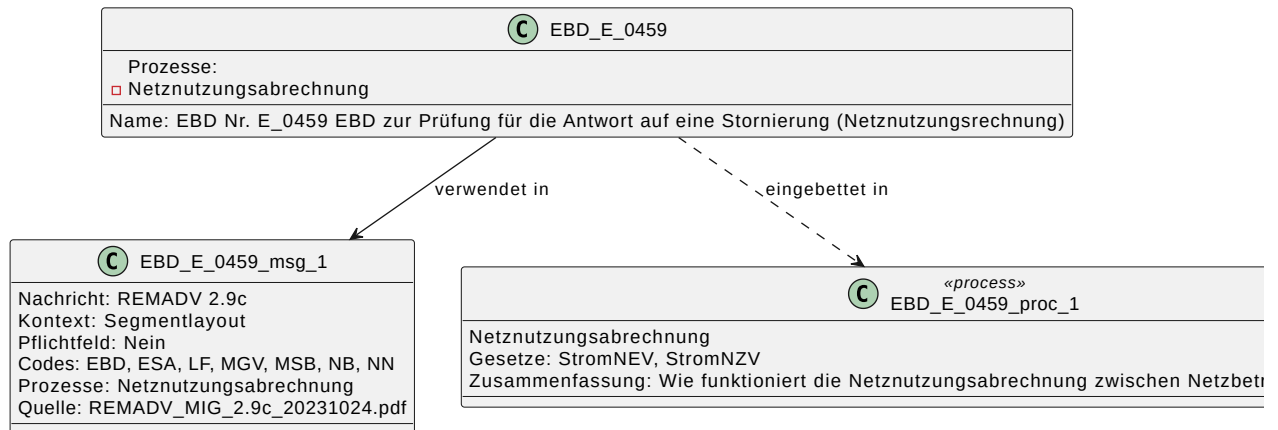 C EBD_E_0459
Prozesse:
Netznutzungsabrechnung
Name: EBD Nr. E_0459 EBD zur Prüfung für die Antwort auf eine Stornierung (Netznutzungsrechnung)
verwendet in
eingebettet in
C EBD_E_0459_msg_1
Nachricht: REMADV 2.9c
Kontext: Segmentlayout
Pflichtfeld: Nein
Codes: EBD, ESA, LF, MGV, MSB, NB, NN
Prozesse: Netznutzungsabrechnung
Quelle: REMADV_MIG_2.9c_20231024.pdf
«process»
C EBD_E_0459_proc_1
Netznutzungsabrechnung
Gesetze: StromNEV, StromNZV
Zusammenfassung: Wie funktioniert die Netznutzungsabrechnung zwischen